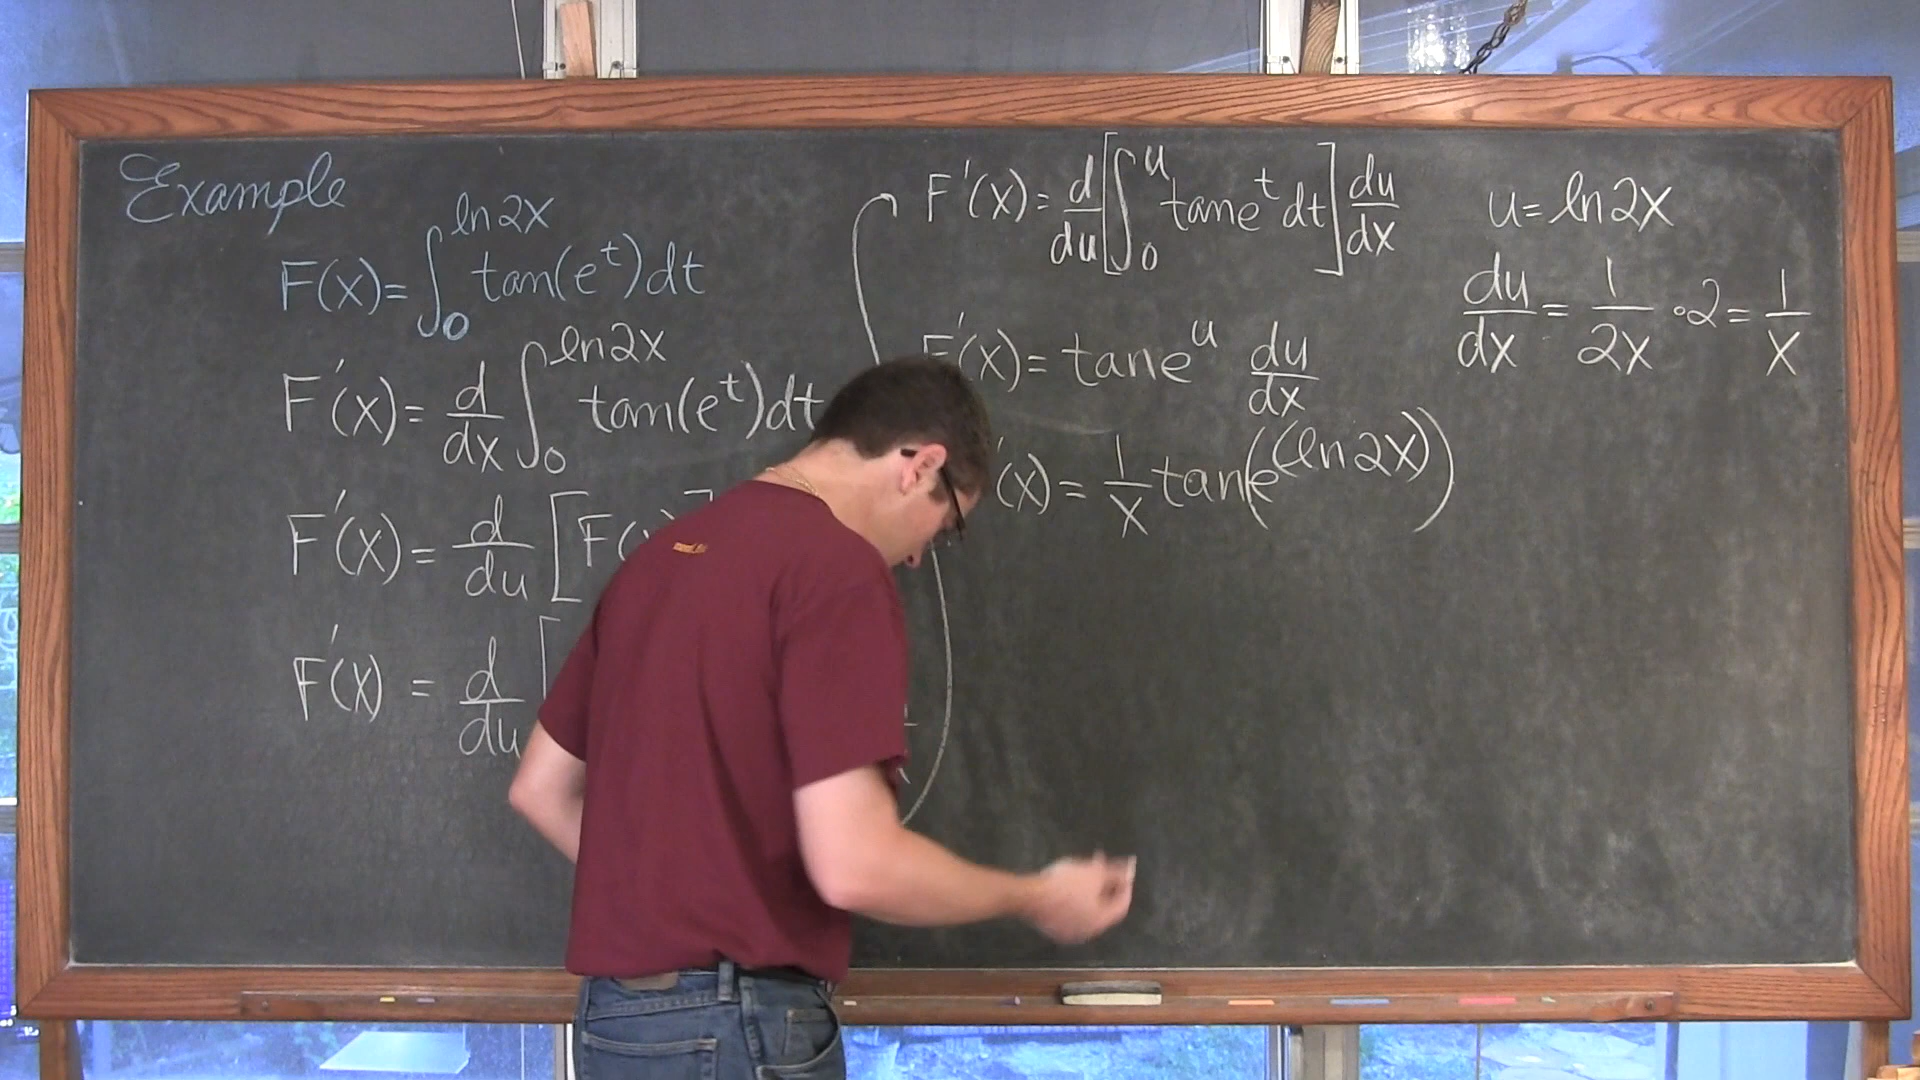 Example
F(x)= ∫₀^{ln2x} tan(e^t)dt
F'(x)= d/dx ∫₀^{ln2x} tan(e^t)dt
F'(x)= d/du [F(
F'(x) = d/du [
F'(x)= d/du [∫₀^u tane^t dt] du/dx
F'(x)= tane^u du/dx
(x)= 1/x tan(e^{(ln2x)})
u= ln2x
du/dx = 1/2x · 2 = 1/x